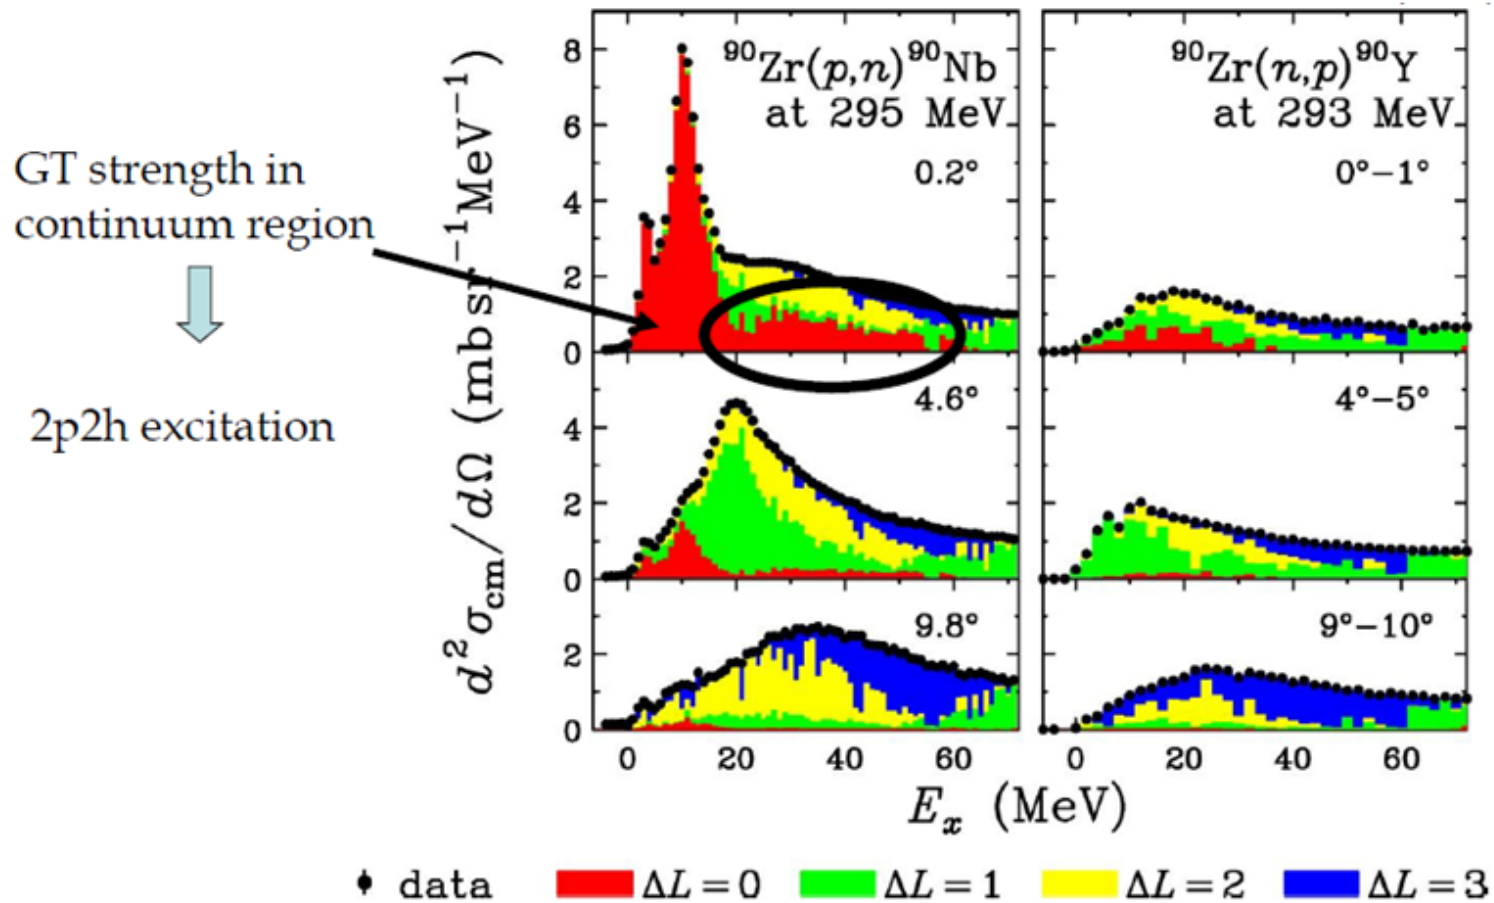 GT strength in
continuum region
2p2h excitation
d²σcm/dΩ (mb sr⁻¹MeV⁻¹)
⁹⁰Zr(p,n)⁹⁰Nb
at 295 MeV
0.2°
8
6
4
2
0
⁹⁰Zr(n,p)⁹⁰Y
at 293 MeV
0°−1°
4.6°
4
2
0
4°−5°
9.8°
2
0
9°−10°
0 20 40 60
0 20 40 60
Eₓ (MeV)
data ΔL=0 ΔL=1 ΔL=2 ΔL=3